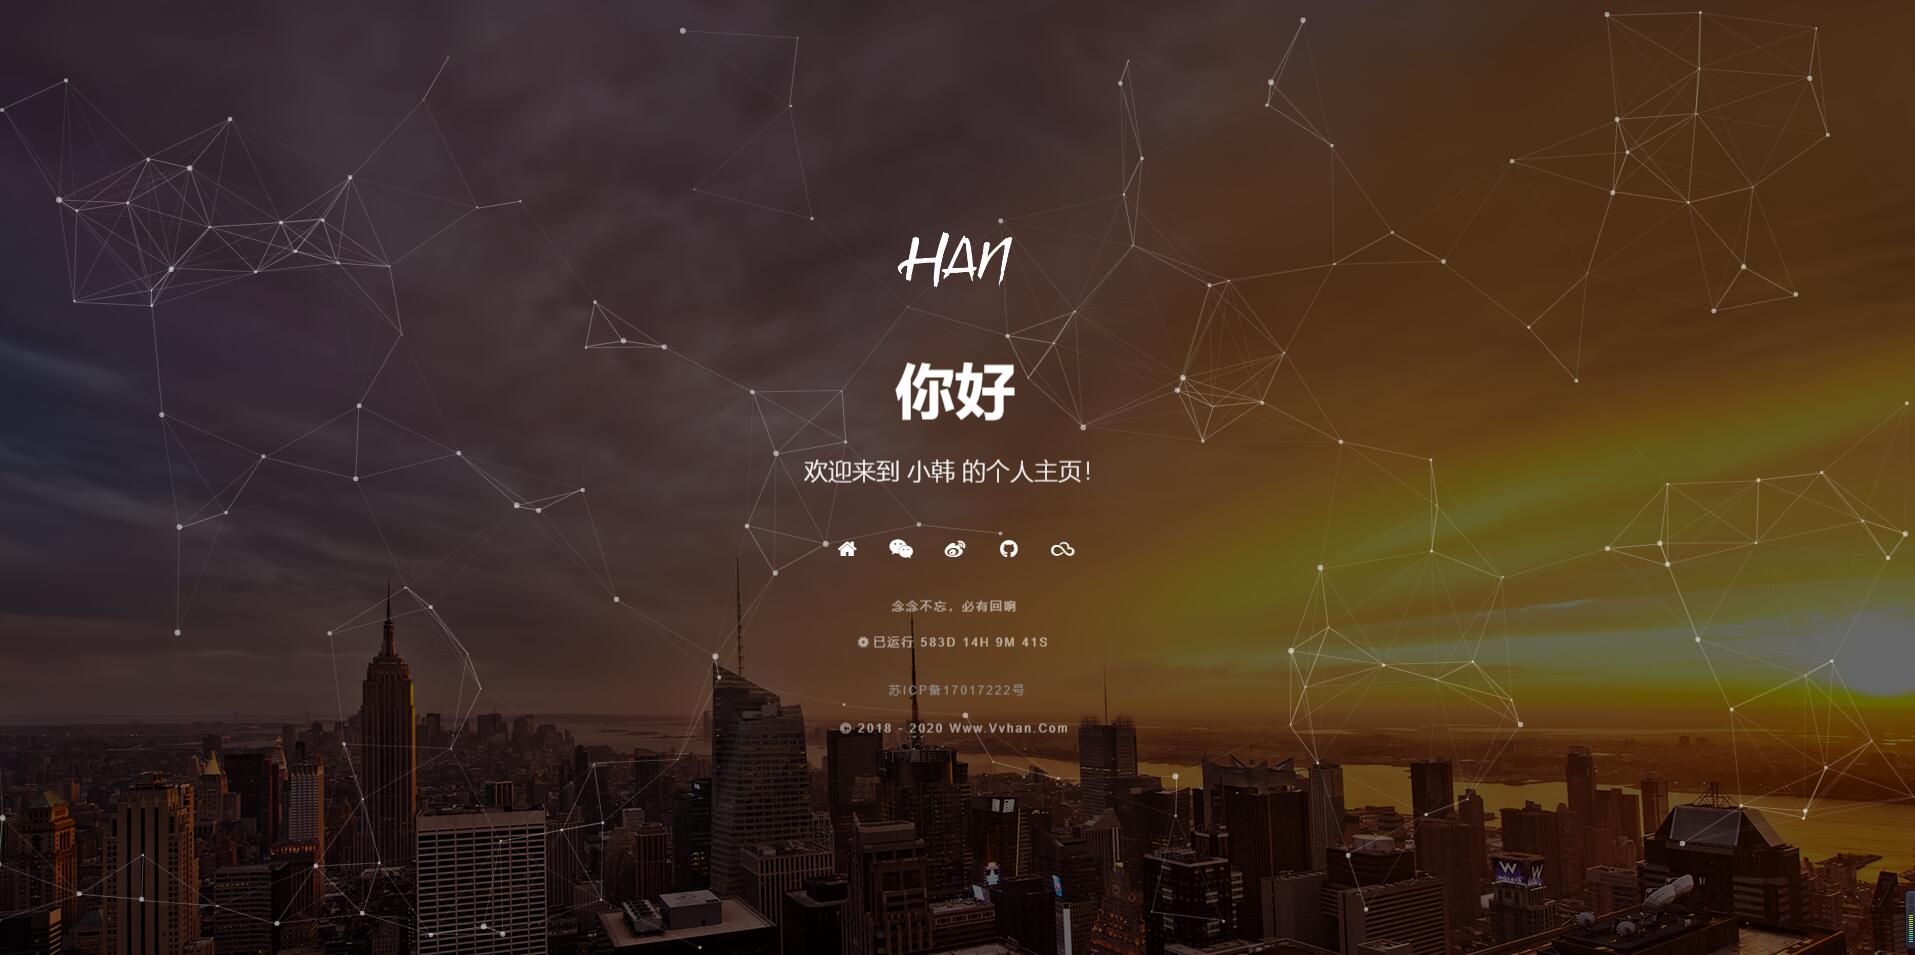 HAN
你好
欢迎来到 小韩 的个人主页！
念念不忘，必有回响
已运行 583D 14H 9M 41S
苏ICP备17017222号
© 2018 - 2020 Www.Vvhan.Com
W
W